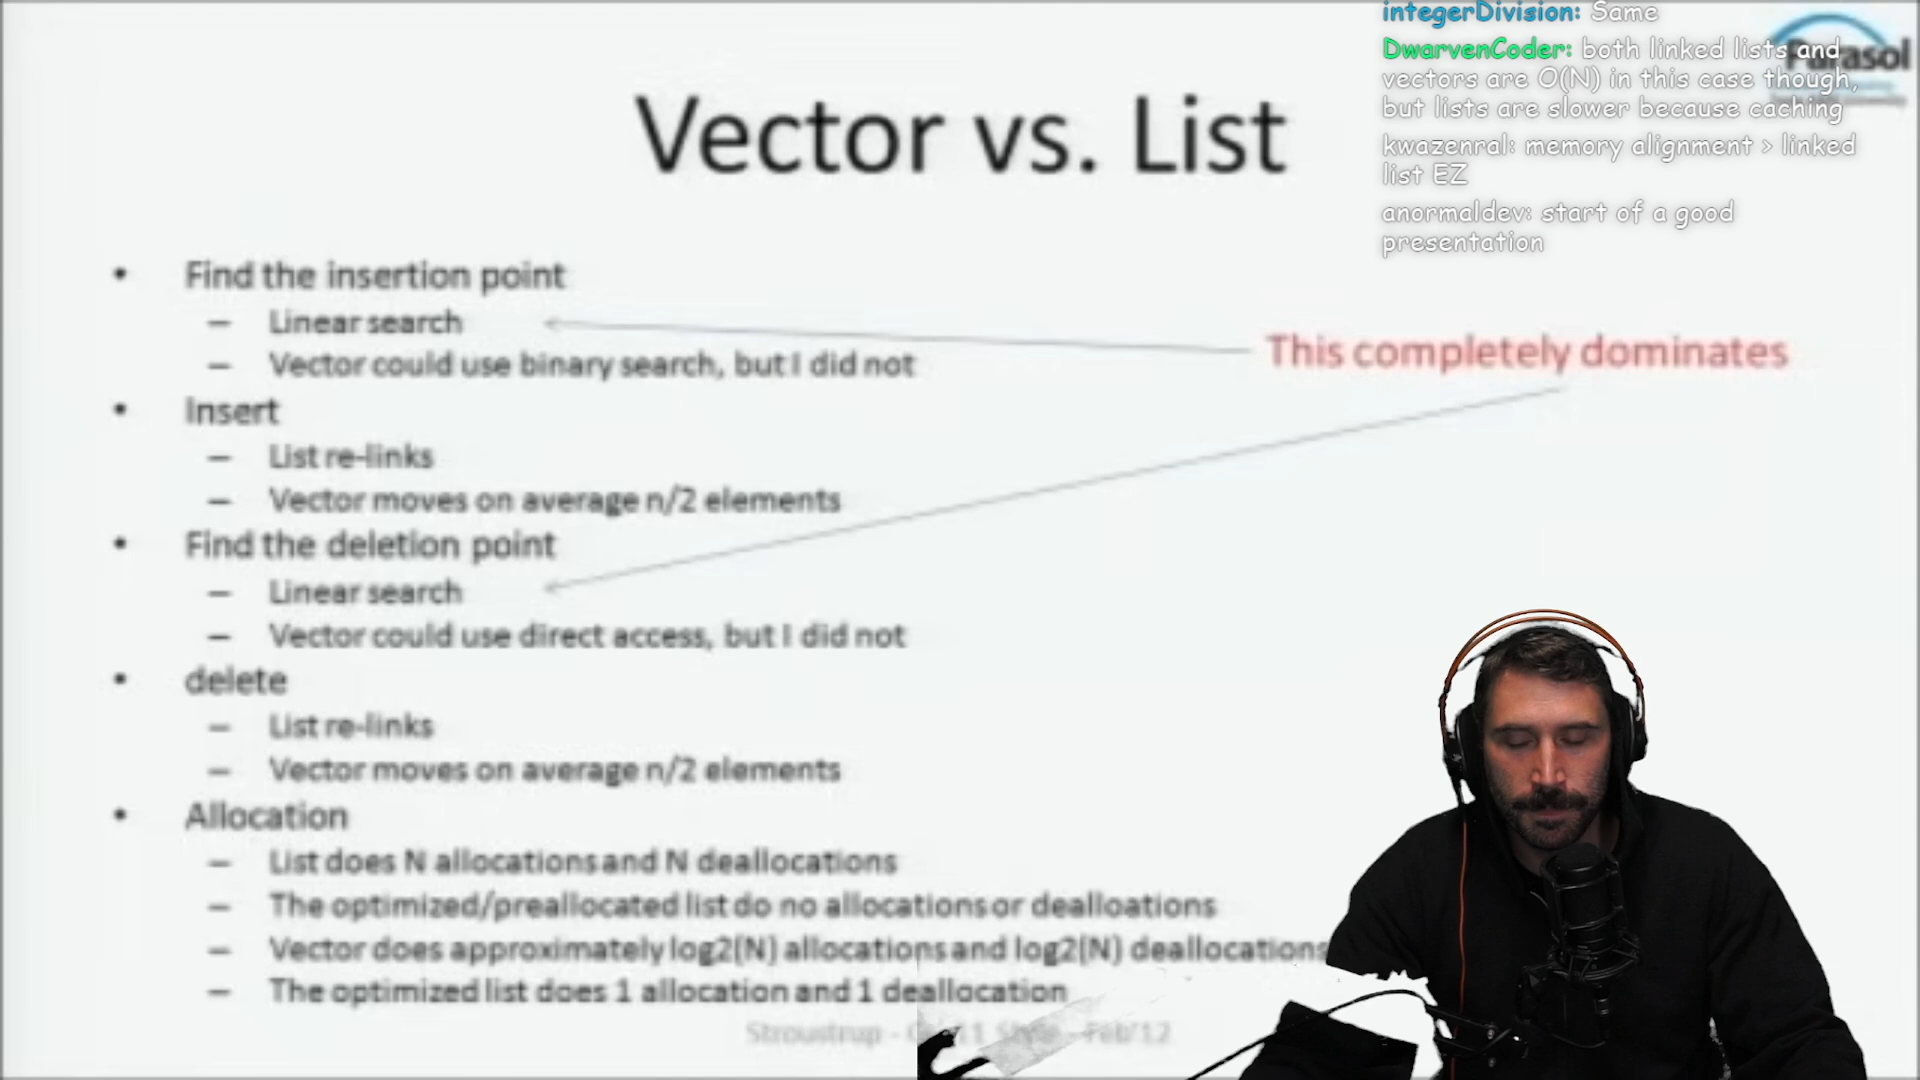 integerDivision: Same
DwarvenCoder: both linked lists and
vectors are O(N) in this case though,
but lists are slower because caching
kwazenral: memory alignment > linked
list EZ
anormaldev: start of a good
presentation
Parasol
Vector vs. List
• Find the insertion point
– Linear search
– Vector could use binary search, but I did not
This completely dominates
• Insert
– List re-links
– Vector moves on average n/2 elements
• Find the deletion point
– Linear search
– Vector could use direct access, but I did not
• delete
– List re-links
– Vector moves on average n/2 elements
• Allocation
– List does N allocations and N deallocations
– The optimized/preallocated list do no allocations or dealloations
– Vector does approximately log2(N) allocations and log2(N) deallocations
– The optimized list does 1 allocation and 1 deallocation
Stroustrup - 11 Style - Feb'12